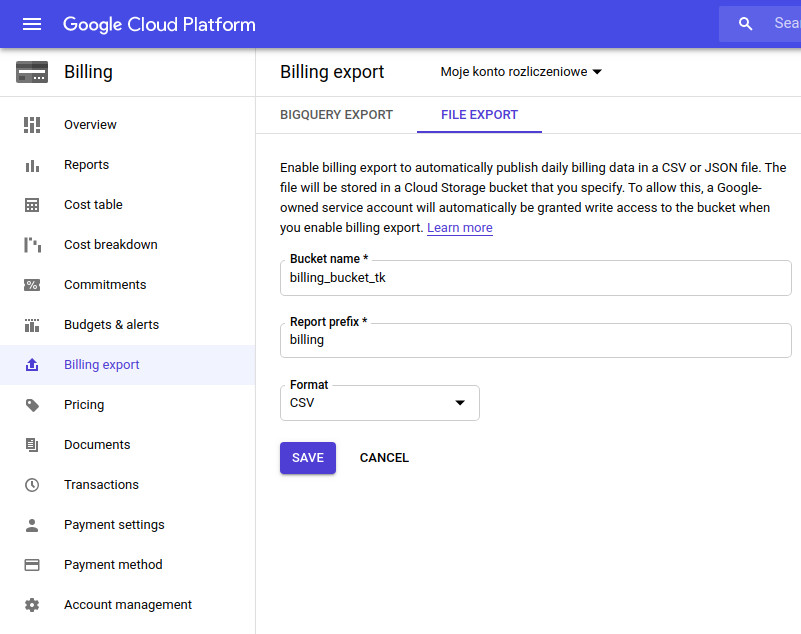 Google Cloud Platform
Sea
Billing
Billing export
Moje konto rozliczeniowe
Overview
Reports
Cost table
Cost breakdown
Commitments
Budgets & alerts
Billing export
Pricing
Documents
Transactions
Payment settings
Payment method
Account management
BIGQUERY EXPORT
FILE EXPORT
Enable billing export to automatically publish daily billing data in a CSV or JSON file. The
file will be stored in a Cloud Storage bucket that you specify. To allow this, a Google-
owned service account will automatically be granted write access to the bucket when
you enable billing export. Learn more
Bucket name *
billing_bucket_tk
Report prefix *
billing
Format
CSV
SAVE
CANCEL